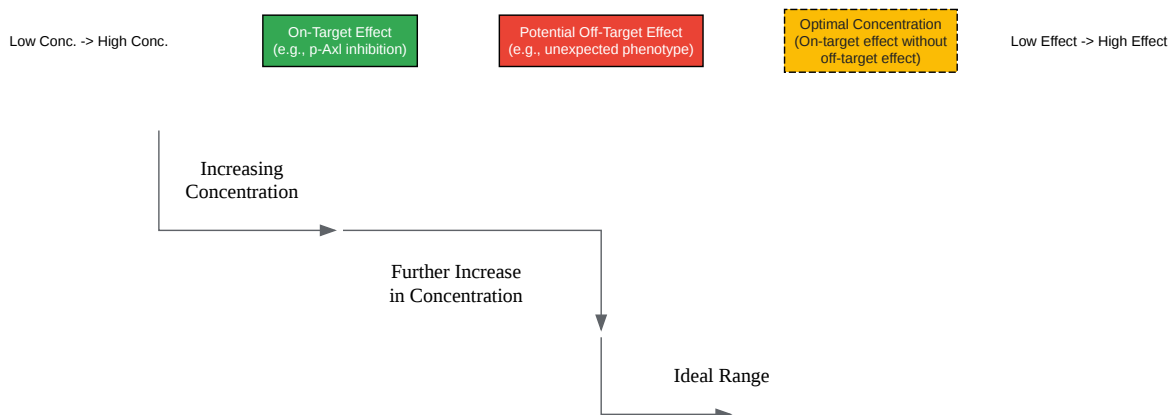 Low Conc. -> High Conc.
On-Target Effect
(e.g., p-Axl inhibition)
Potential Off-Target Effect
(e.g., unexpected phenotype)
Optimal Concentration
(On-target effect without
off-target effect)
Low Effect -> High Effect
Increasing
Concentration
Further Increase
in Concentration
Ideal Range